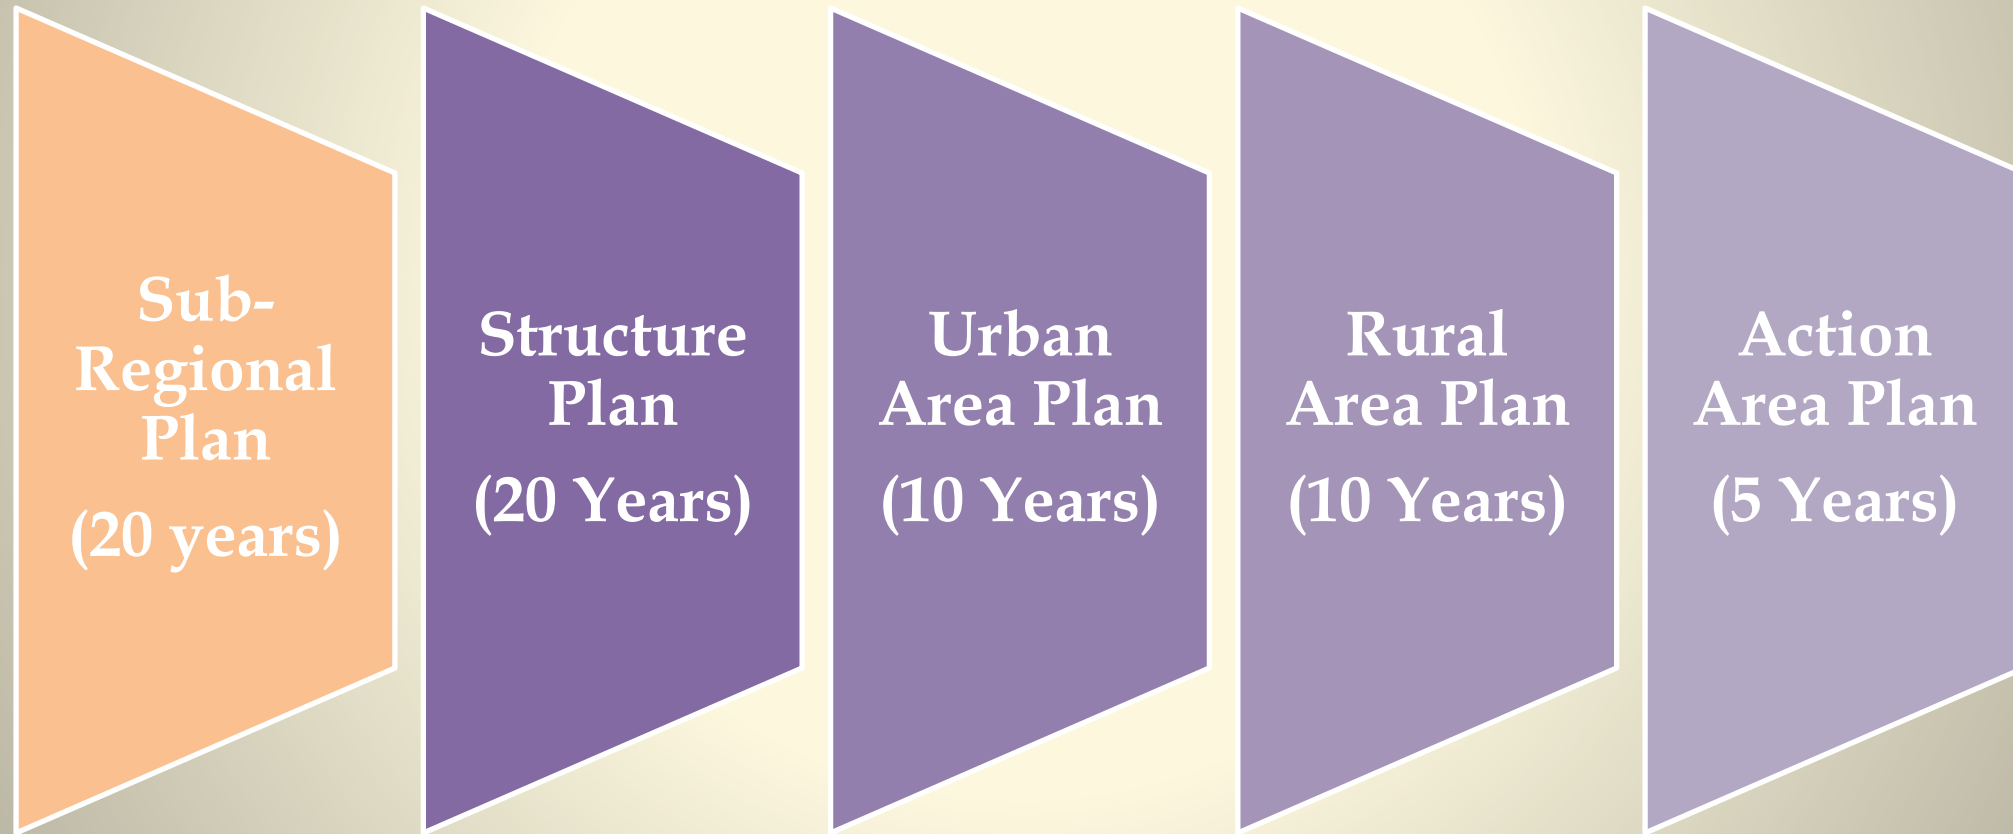 Sub-
Regional
Plan
(20 years)
Structure
Plan
(20 Years)
Urban
Area Plan
(10 Years)
Rural
Area Plan
(10 Years)
Action
Area Plan
(5 Years)